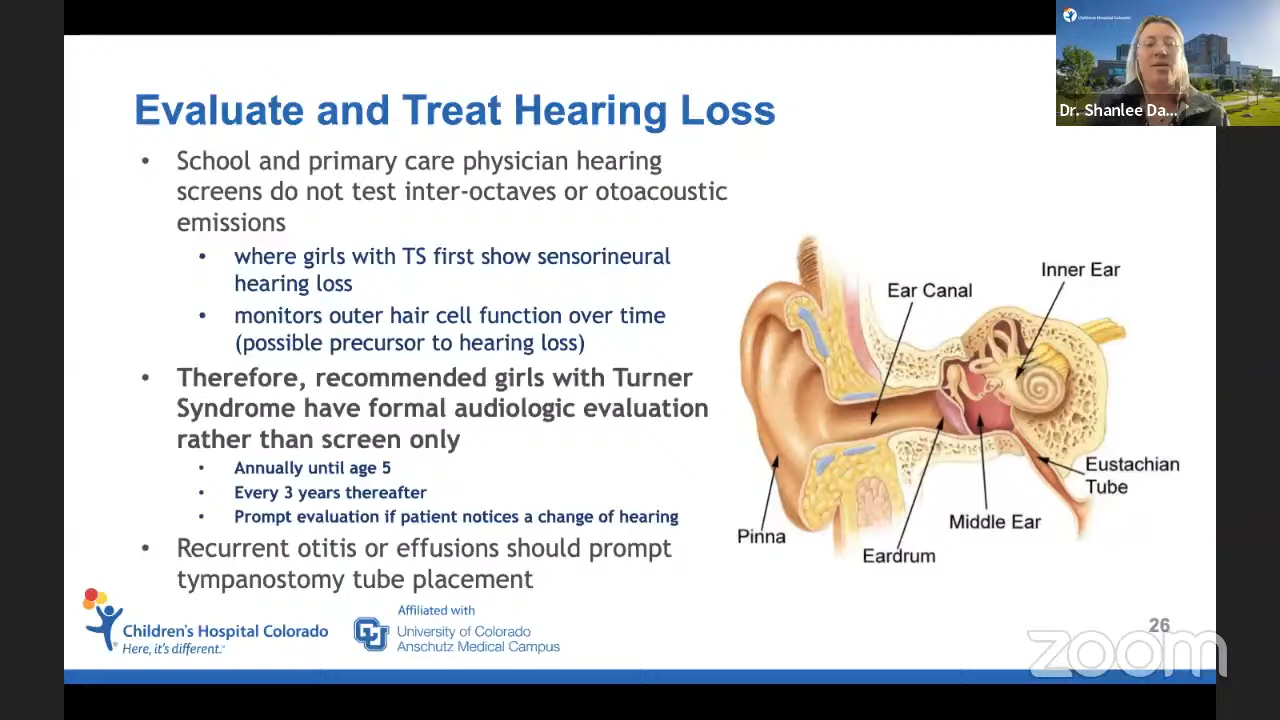 Children's Hospital Colorado
Dr. Shanlee Da...
Evaluate and Treat Hearing Loss
• School and primary care physician hearing
screens do not test inter-octaves or otoacoustic
emissions
• where girls with TS first show sensorineural
hearing loss
• monitors outer hair cell function over time
(possible precursor to hearing loss)
• Therefore, recommended girls with Turner
Syndrome have formal audiologic evaluation
rather than screen only
• Annually until age 5
• Every 3 years thereafter
• Prompt evaluation if patient notices a change of hearing
• Recurrent otitis or effusions should prompt
tympanostomy tube placement
Inner Ear
Ear Canal
Eustachian
Tube
Middle Ear
Pinna
Eardrum
Children's Hospital Colorado
Here, it's different.
Affiliated with
CU
University of Colorado
Anschutz Medical Campus
26
zoom